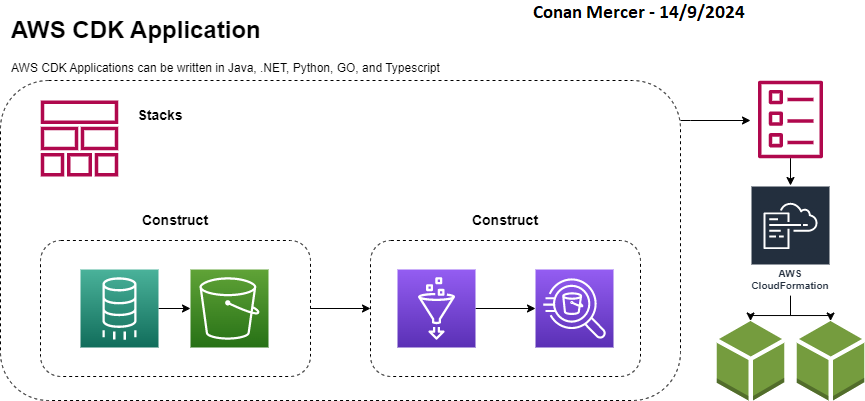 Conan Mercer - 14/9/2024
AWS CDK Application
AWS CDK Applications can be written in Java, .NET, Python, GO, and Typescript
Stacks
Construct
Construct
AWS
CloudFormation